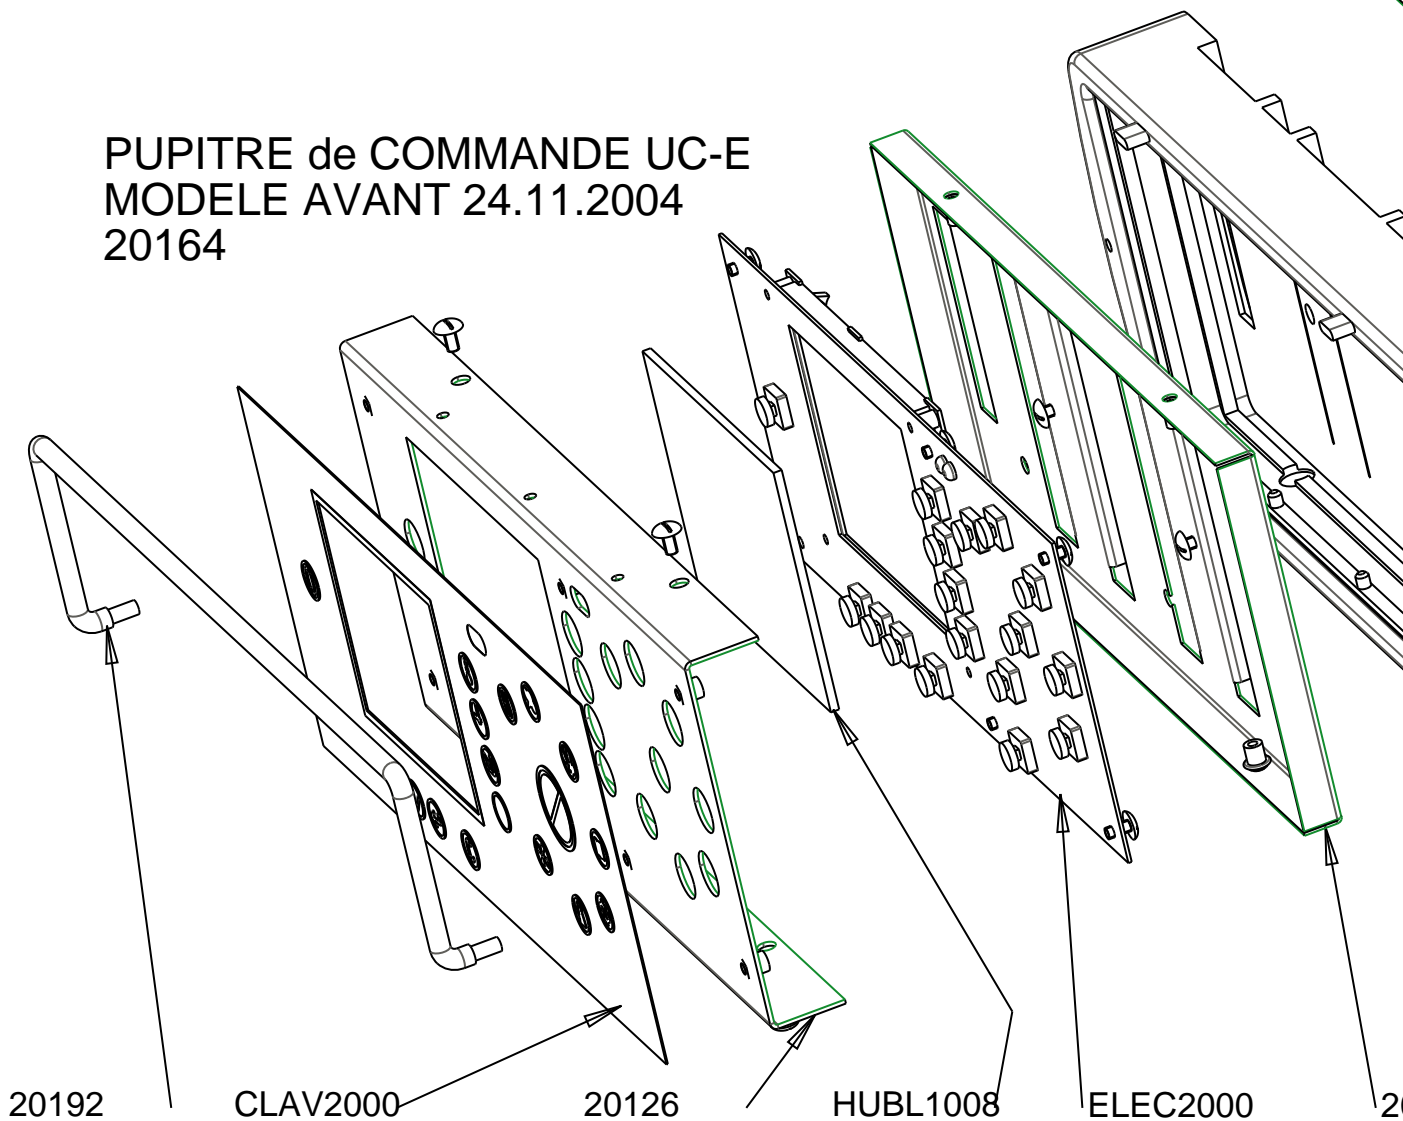 PUPITRE de COMMANDE UC-E
MODELE AVANT 24.11.2004
20164
20192 CLAV2000 20126 HUBL1008 ELEC2000